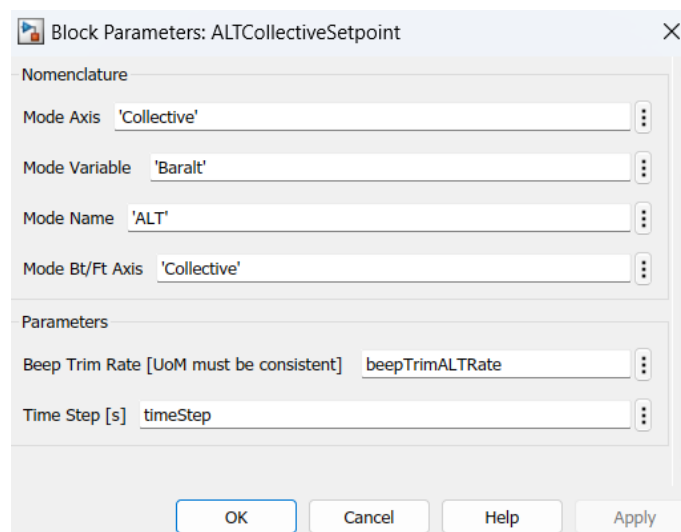 Block Parameters: ALTCollectiveSetpoint
Nomenclature
Mode Axis 'Collective'
Mode Variable 'Baralt'
Mode Name 'ALT'
Mode Bt/Ft Axis 'Collective'
Parameters
Beep Trim Rate [UoM must be consistent] beepTrimALTRate
Time Step [s] timeStep
OK Cancel Help Apply